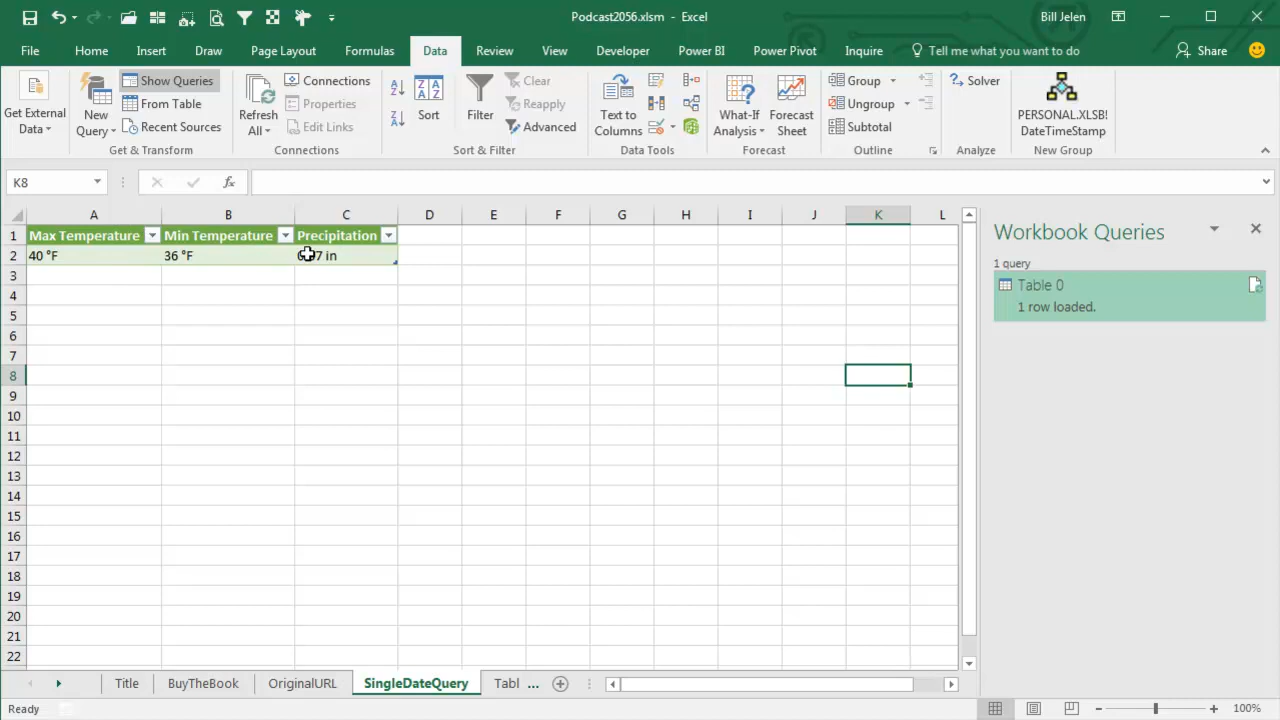 Podcast2056.xlsm - Excel
Bill Jelen
File Home Insert Draw Page Layout Formulas Data Review View Developer Power BI Power Pivot Inquire Tell me what you want to do Share
Get External Data
New Query
Show Queries
From Table
Recent Sources
Get & Transform
Refresh All
Connections
Properties
Edit Links
Connections
Sort
Filter
Clear
Reapply
Advanced
Sort & Filter
Text to Columns
Data Tools
What-If Analysis
Forecast Sheet
Forecast
Group
Ungroup
Subtotal
Outline
Solver
Analyze
PERSONAL.XLSB!
DateTimeStamp
New Group
K8
fx
A B C D E F G H I J K L
1 Max Temperature Min Temperature Precipitation
2 40 °F 36 °F in
3
4
5
6
7
8
9
10
11
12
13
14
15
16
17
18
19
20
21
22
Workbook Queries
1 query
Table 0
1 row loaded.
Title BuyTheBook OriginalURL SingleDateQuery Tabl ...
Ready
100%